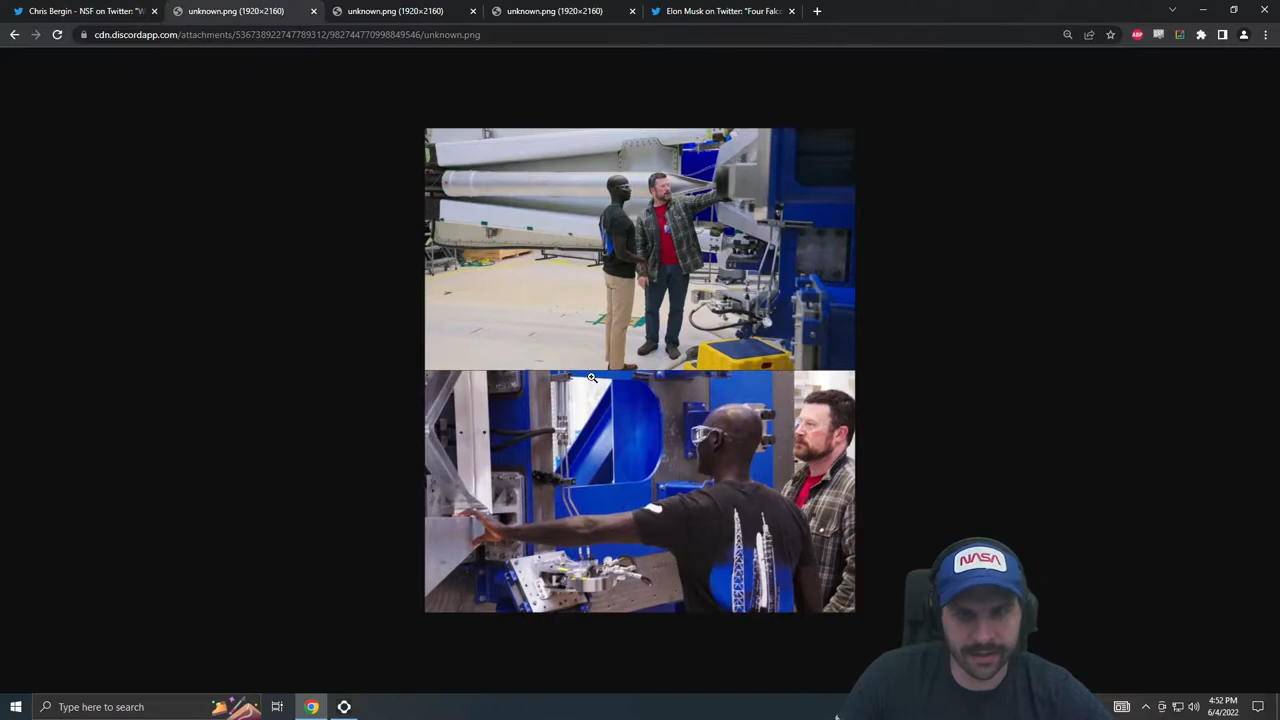 Chris Bergin - NSF on Twitter: "W
unknown.png (1920×2160)
unknown.png (1920×2160)
unknown.png (1920×2160)
Elon Musk on Twitter: "Four Falc
cdn.discordapp.com/attachments/536738922747789312/982744770998849546/unknown.png
ABP
NASA
Type here to search
4:52 PM
6/4/2022